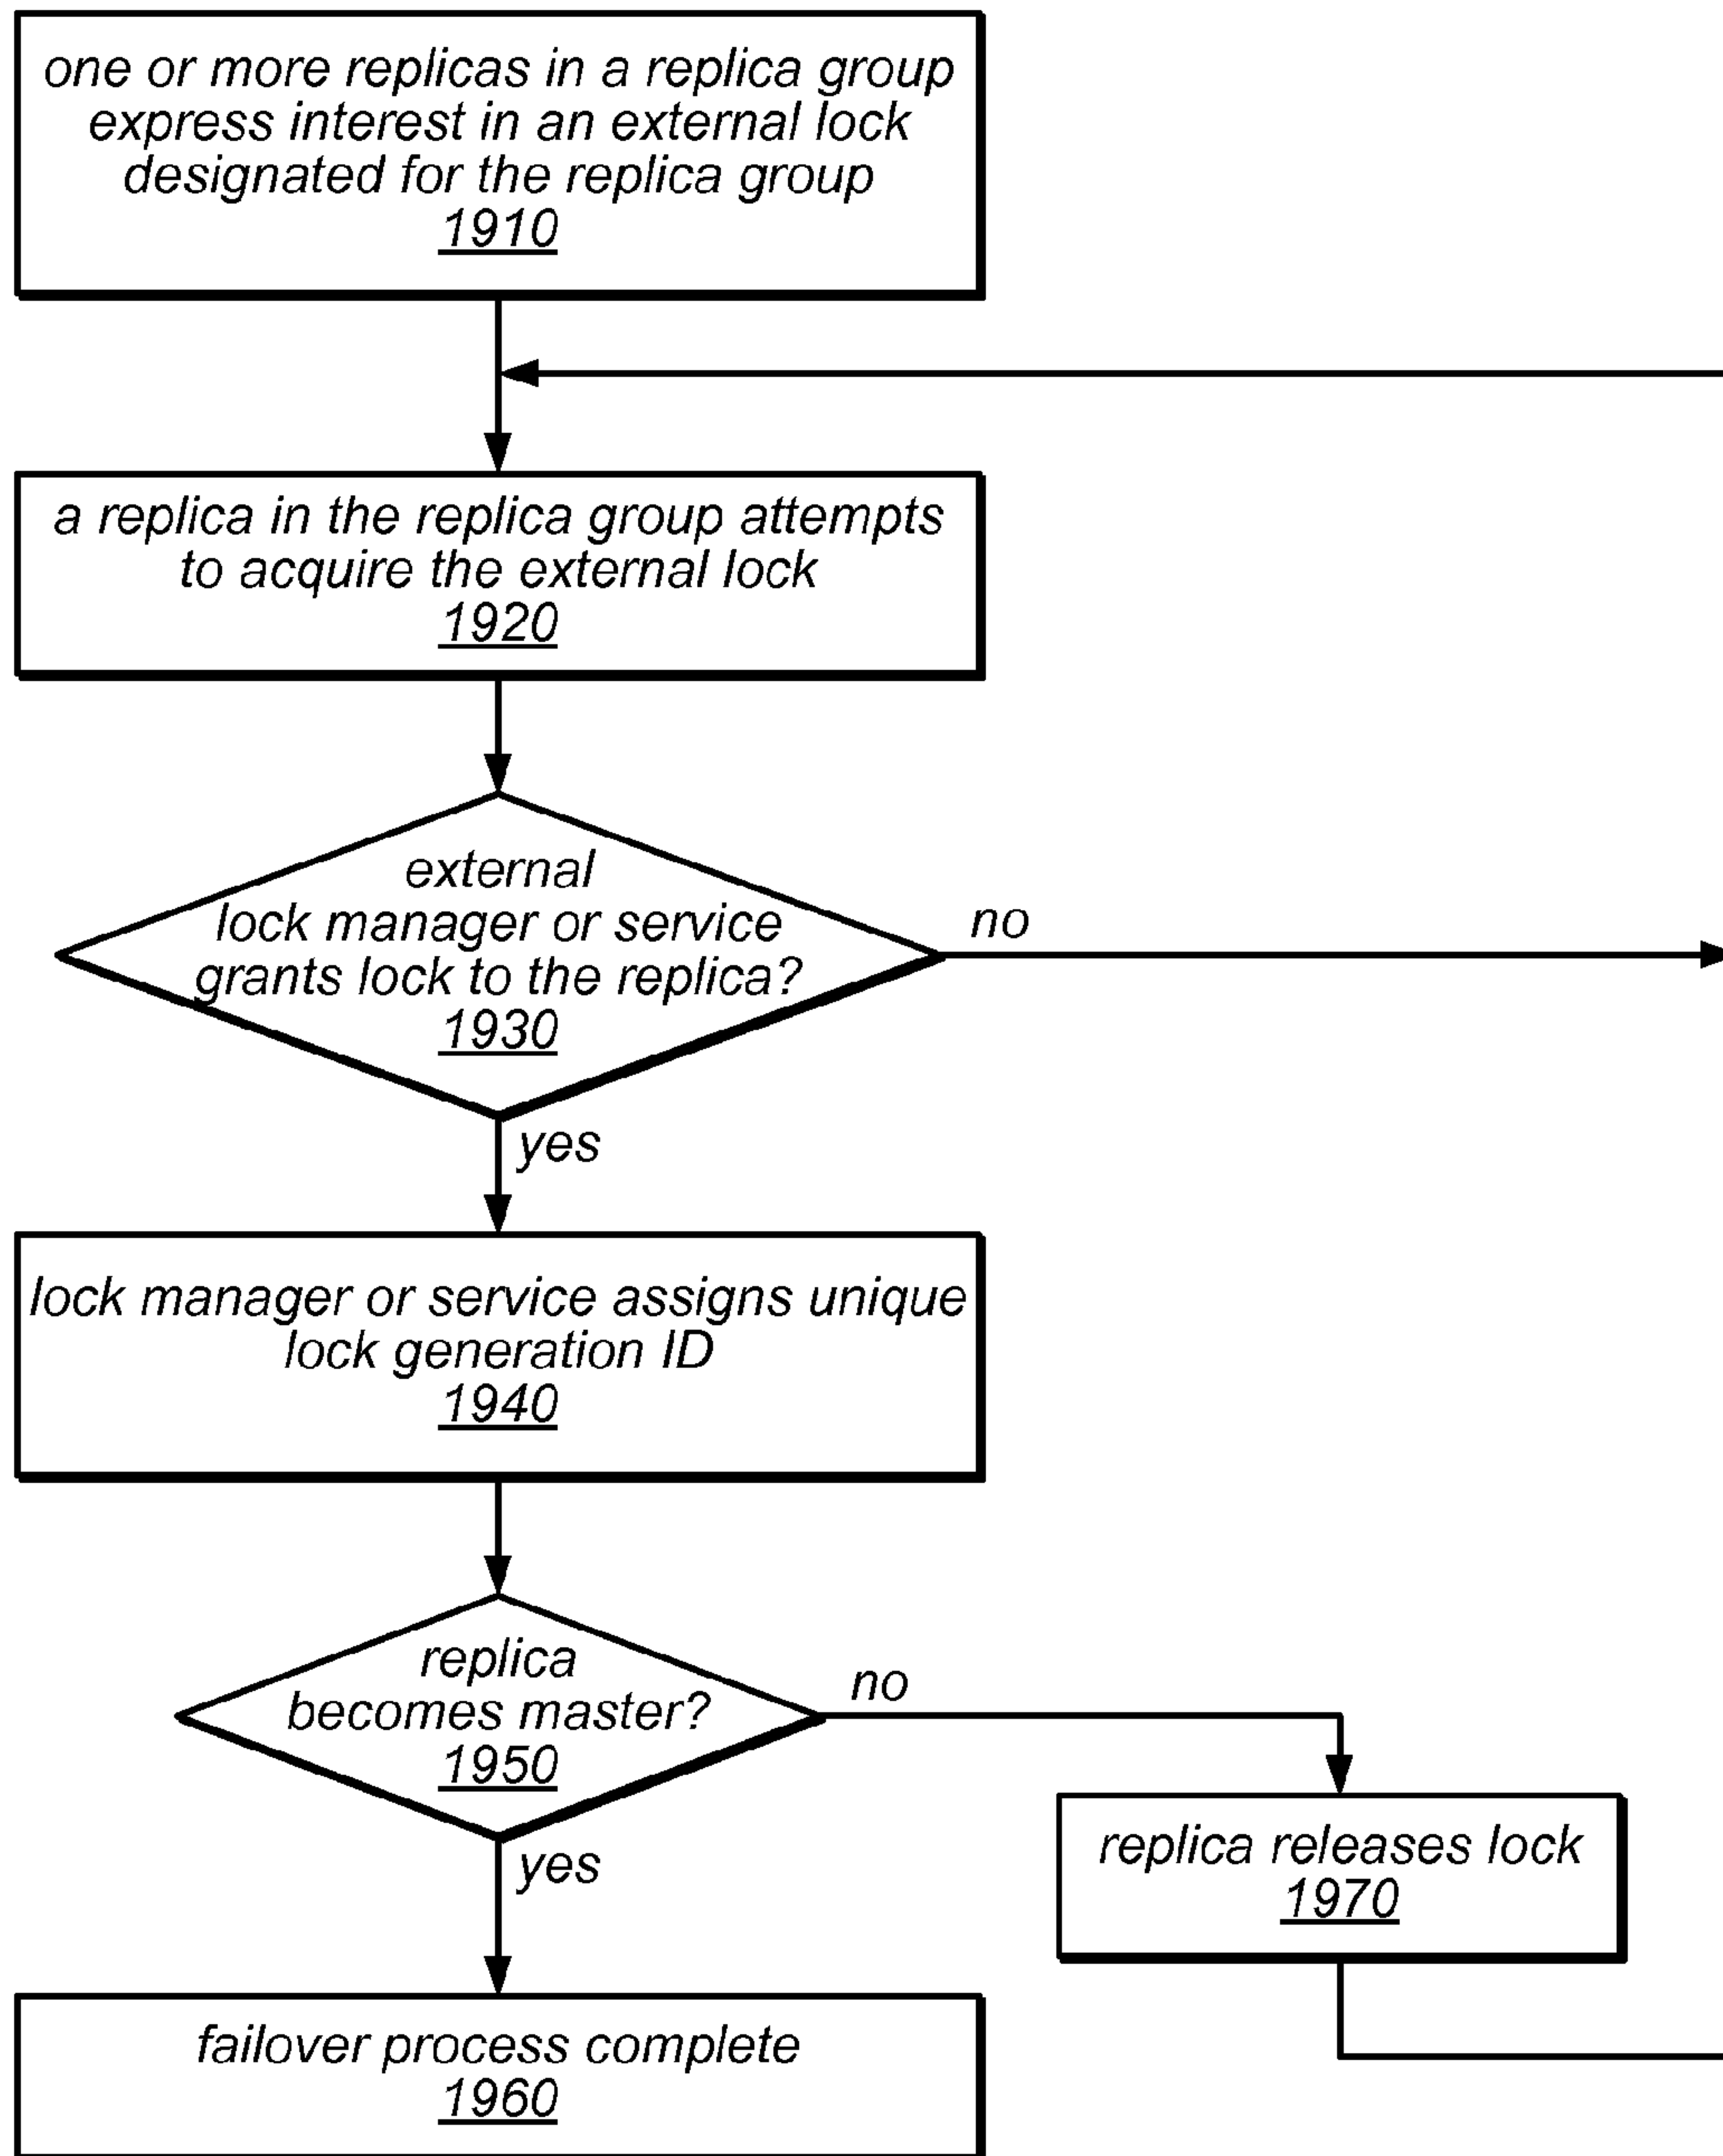 one or more replicas in a replica group
express interest in an external lock
designated for the replica group
1910
a replica in the replica group attempts
to acquire the external lock
1920
external
lock manager or service
grants lock to the replica?
1930
no
yes
lock manager or service assigns unique
lock generation ID
1940
replica
becomes master?
1950
no
yes
replica releases lock
1970
failover process complete
1960